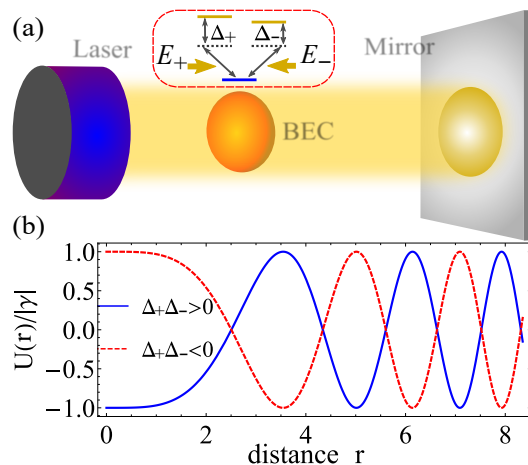 (a)
Laser
Δ₊ Δ₋
E₊ E₋
Mirror
BEC
(b)
U(r)/|γ|
1.0
0.5
0.0
−0.5
−1.0
Δ₊Δ₋>0
Δ₊Δ₋<0
0 2 4 6 8
distance r